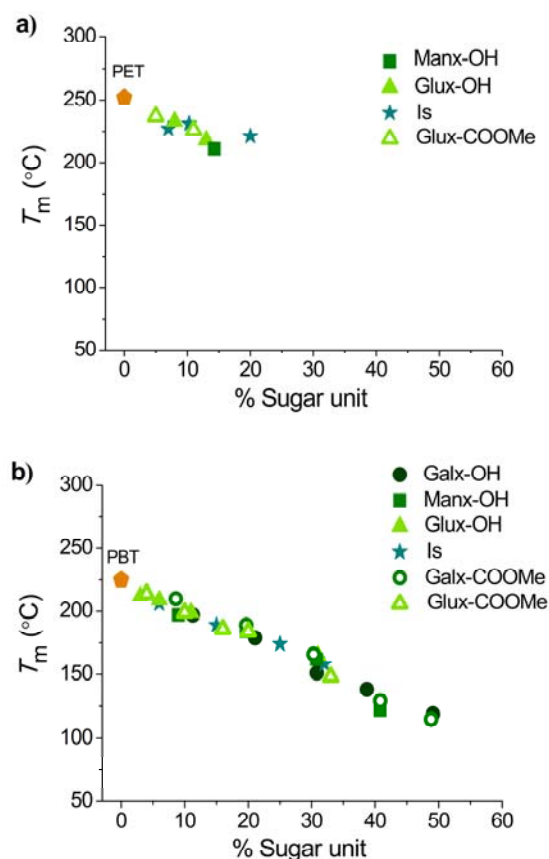 a)
300
250
200
150
100
50
PET
Manx-OH
Glux-OH
Is
Glux-COOMe
Tm (°C)
0 10 20 30 40 50 60
% Sugar unit
b)
300
250
200
150
100
50
PBT
Galx-OH
Manx-OH
Glux-OH
Is
Galx-COOMe
Glux-COOMe
Tm (°C)
0 10 20 30 40 50 60
% Sugar unit